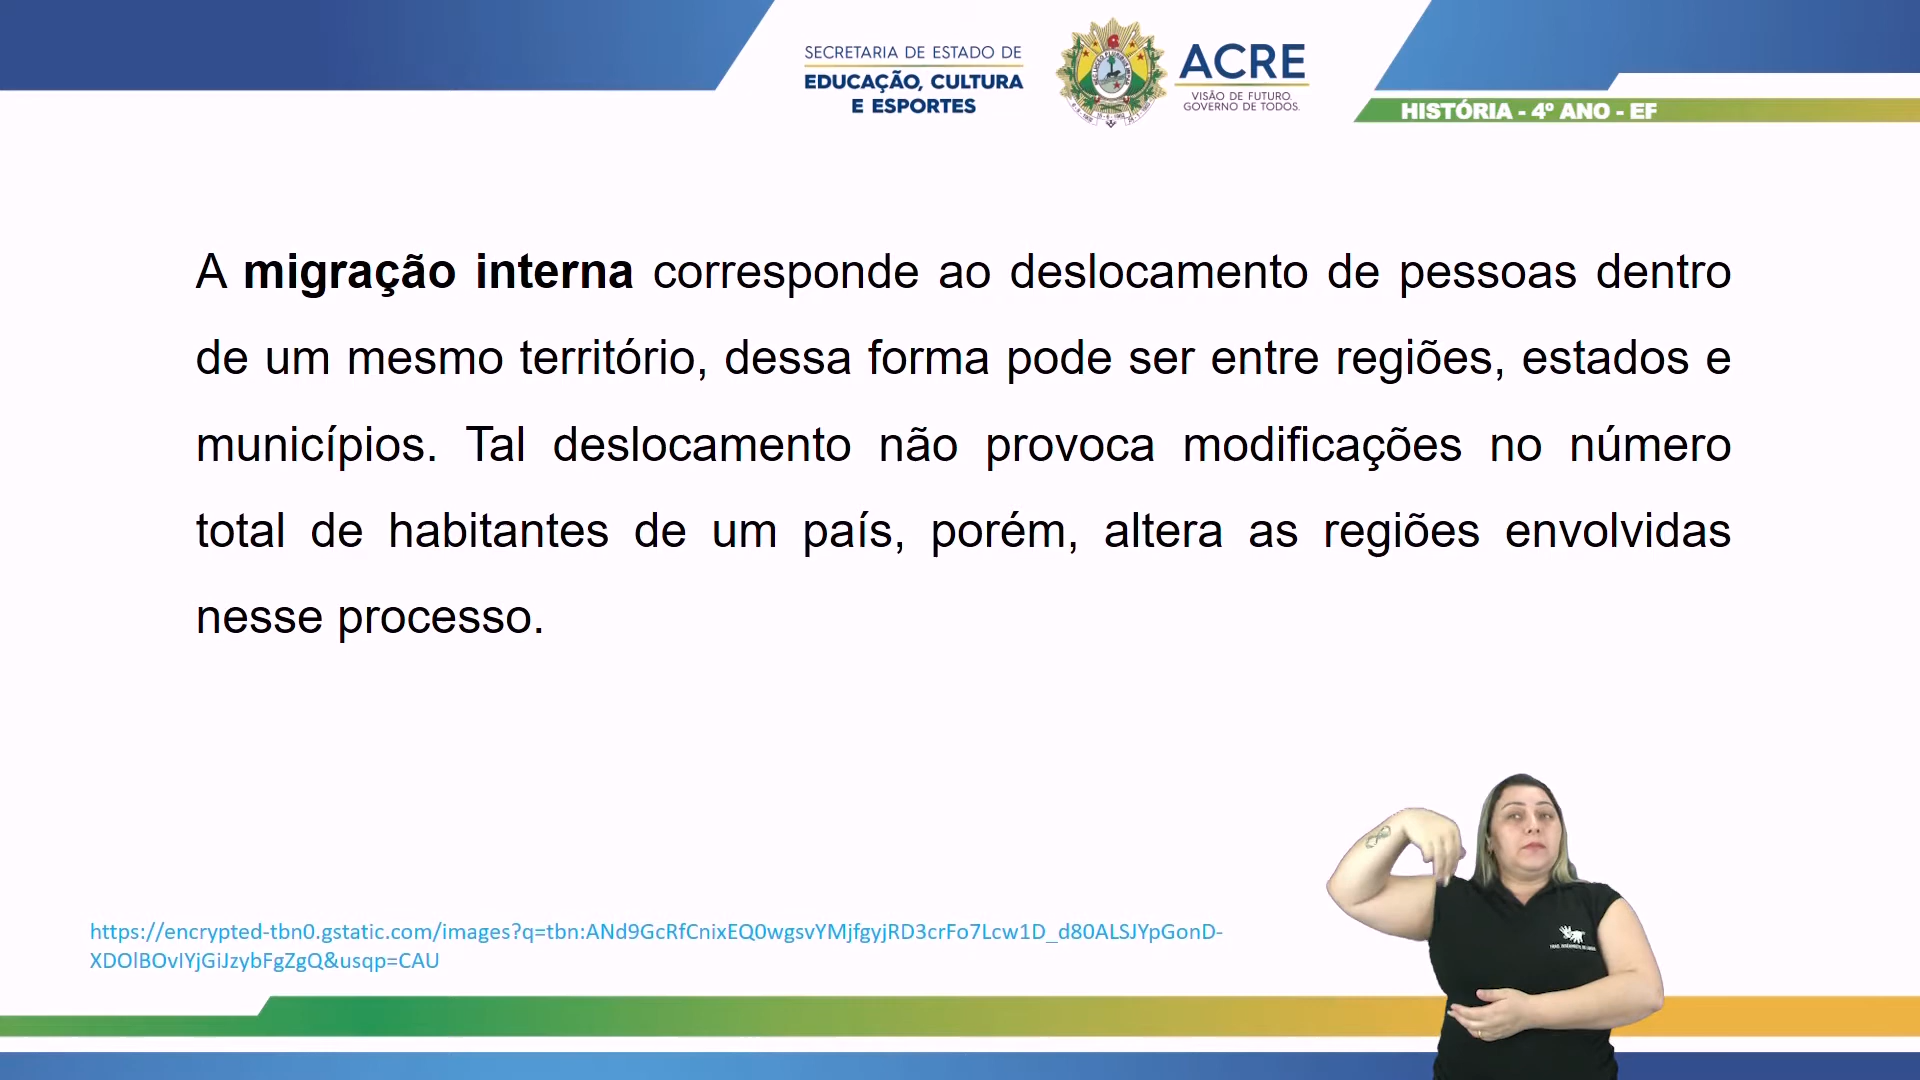 SECRETARIA DE ESTADO DE
EDUCAÇÃO, CULTURA
E ESPORTES
ACRE
VISÃO DE FUTURO.
GOVERNO DE TODOS.
HISTÓRIA - 4º ANO - EF
A migração interna corresponde ao deslocamento de pessoas dentro
de um mesmo território, dessa forma pode ser entre regiões, estados e
municípios. Tal deslocamento não provoca modificações no número
total de habitantes de um país, porém, altera as regiões envolvidas
nesse processo.
https://encrypted-tbn0.gstatic.com/images?q=tbn:ANd9GcRfCnixEQ0wgsvYMjfgyjRD3crFo7Lcw1D_d80ALSJYpGonD-
XDOlBOvIYjGiJzybFgZgQ&usqp=CAU